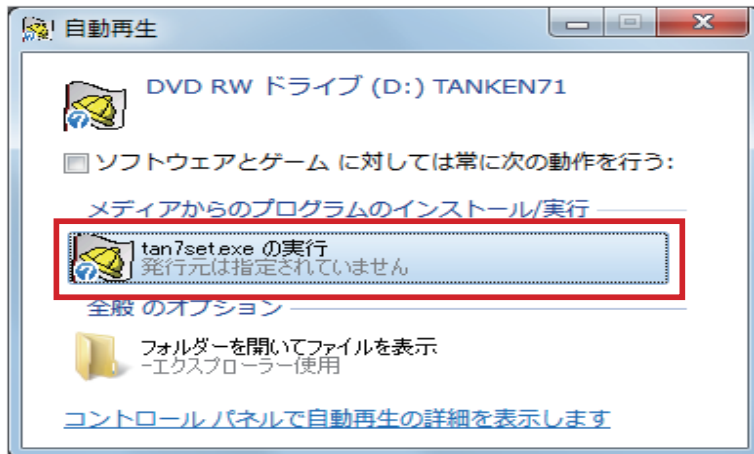 自動再生
DVD RW ドライブ (D:) TANKEN71
ソフトウェアとゲーム に対しては常に次の動作を行う:
メディアからのプログラムのインストール/実行
tan7set.exe の実行
発行元は指定されていません
全般 のオプション
フォルダーを開いてファイルを表示
-エクスプローラー使用
コントロール パネルで自動再生の詳細を表示します